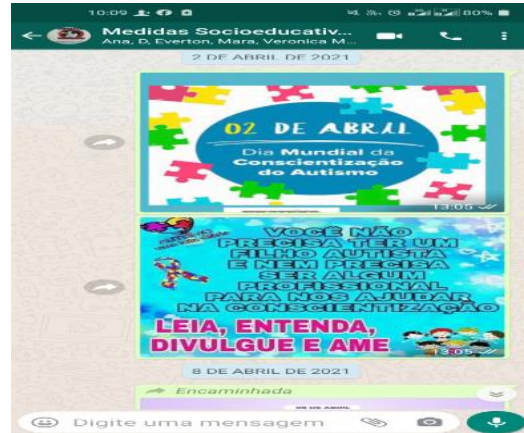 10:09
80%
Medidas Socioeducativ...
Ana, D, Everton, Mara, Veronica M...
2 DE ABRIL DE 2021
02 DE ABRIL
Dia Mundial da
Conscientização
do Autismo
13:05
VOCÊ NÃO
PRECISA TER UM
FILHO AUTISTA
E NEM PRECISA
SER ALGUM
PROFISSIONAL
PARA NOS AJUDAR
NA CONSCIENTIZAÇÃO
LEIA, ENTENDA,
DIVULGUE E AME
13:05
8 DE ABRIL DE 2021
Encaminhada
08 DE ABRIL
Digite uma mensagem